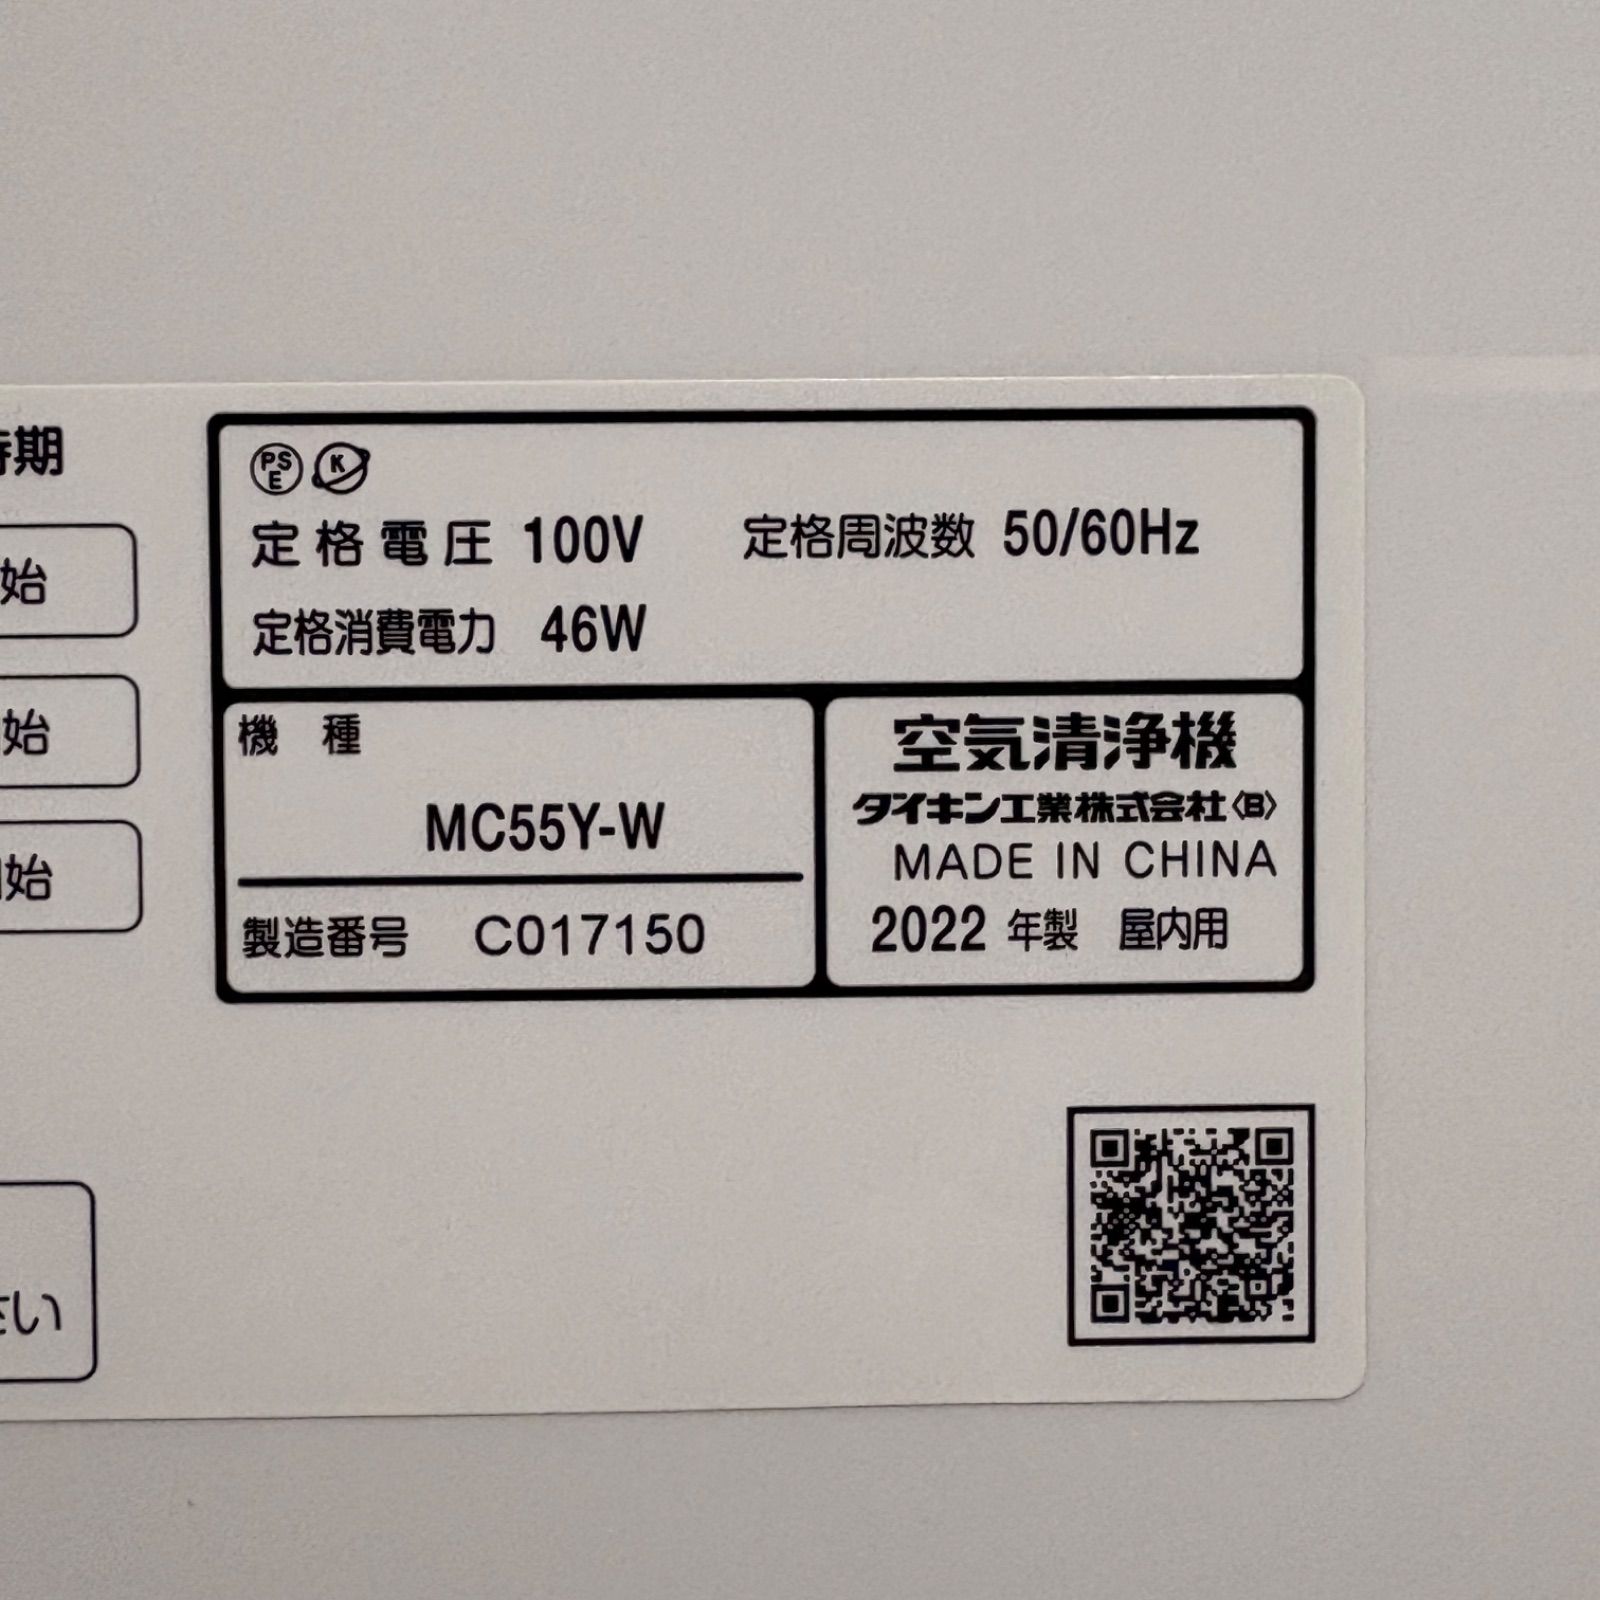 期
始
始
始
さい
PS
E
K
定格電圧 100V 定格周波数 50/60Hz
定格消費電力 46W
機 種
MC55Y-W
製造番号 C017150
空気清浄機
タイキン工業株式会社〈B〉
MADE IN CHINA
2022 年製 屋内用